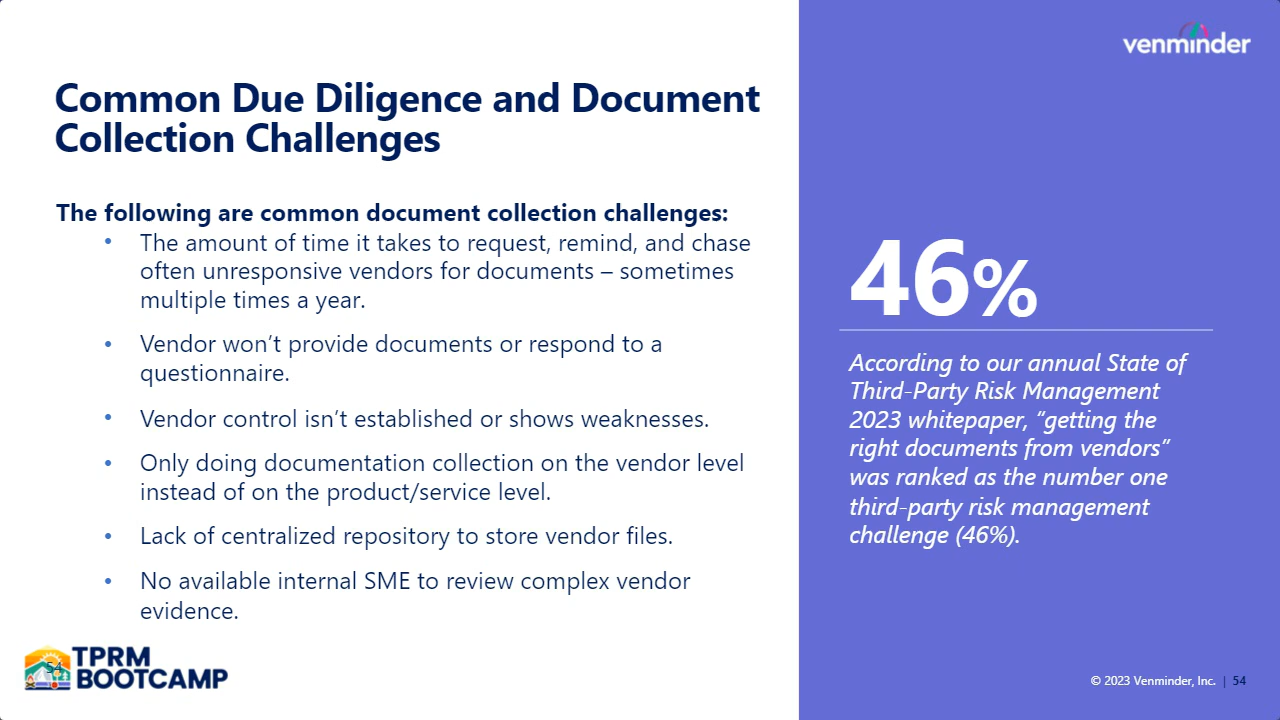 venminder
Common Due Diligence and Document
Collection Challenges
The following are common document collection challenges:
• The amount of time it takes to request, remind, and chase
often unresponsive vendors for documents – sometimes
multiple times a year.
• Vendor won’t provide documents or respond to a
questionnaire.
• Vendor control isn’t established or shows weaknesses.
• Only doing documentation collection on the vendor level
instead of on the product/service level.
• Lack of centralized repository to store vendor files.
• No available internal SME to review complex vendor
evidence.
46%
According to our annual State of
Third-Party Risk Management
2023 whitepaper, “getting the
right documents from vendors”
was ranked as the number one
third-party risk management
challenge (46%).
54
TPRM
BOOTCAMP
© 2023 Venminder, Inc. | 54